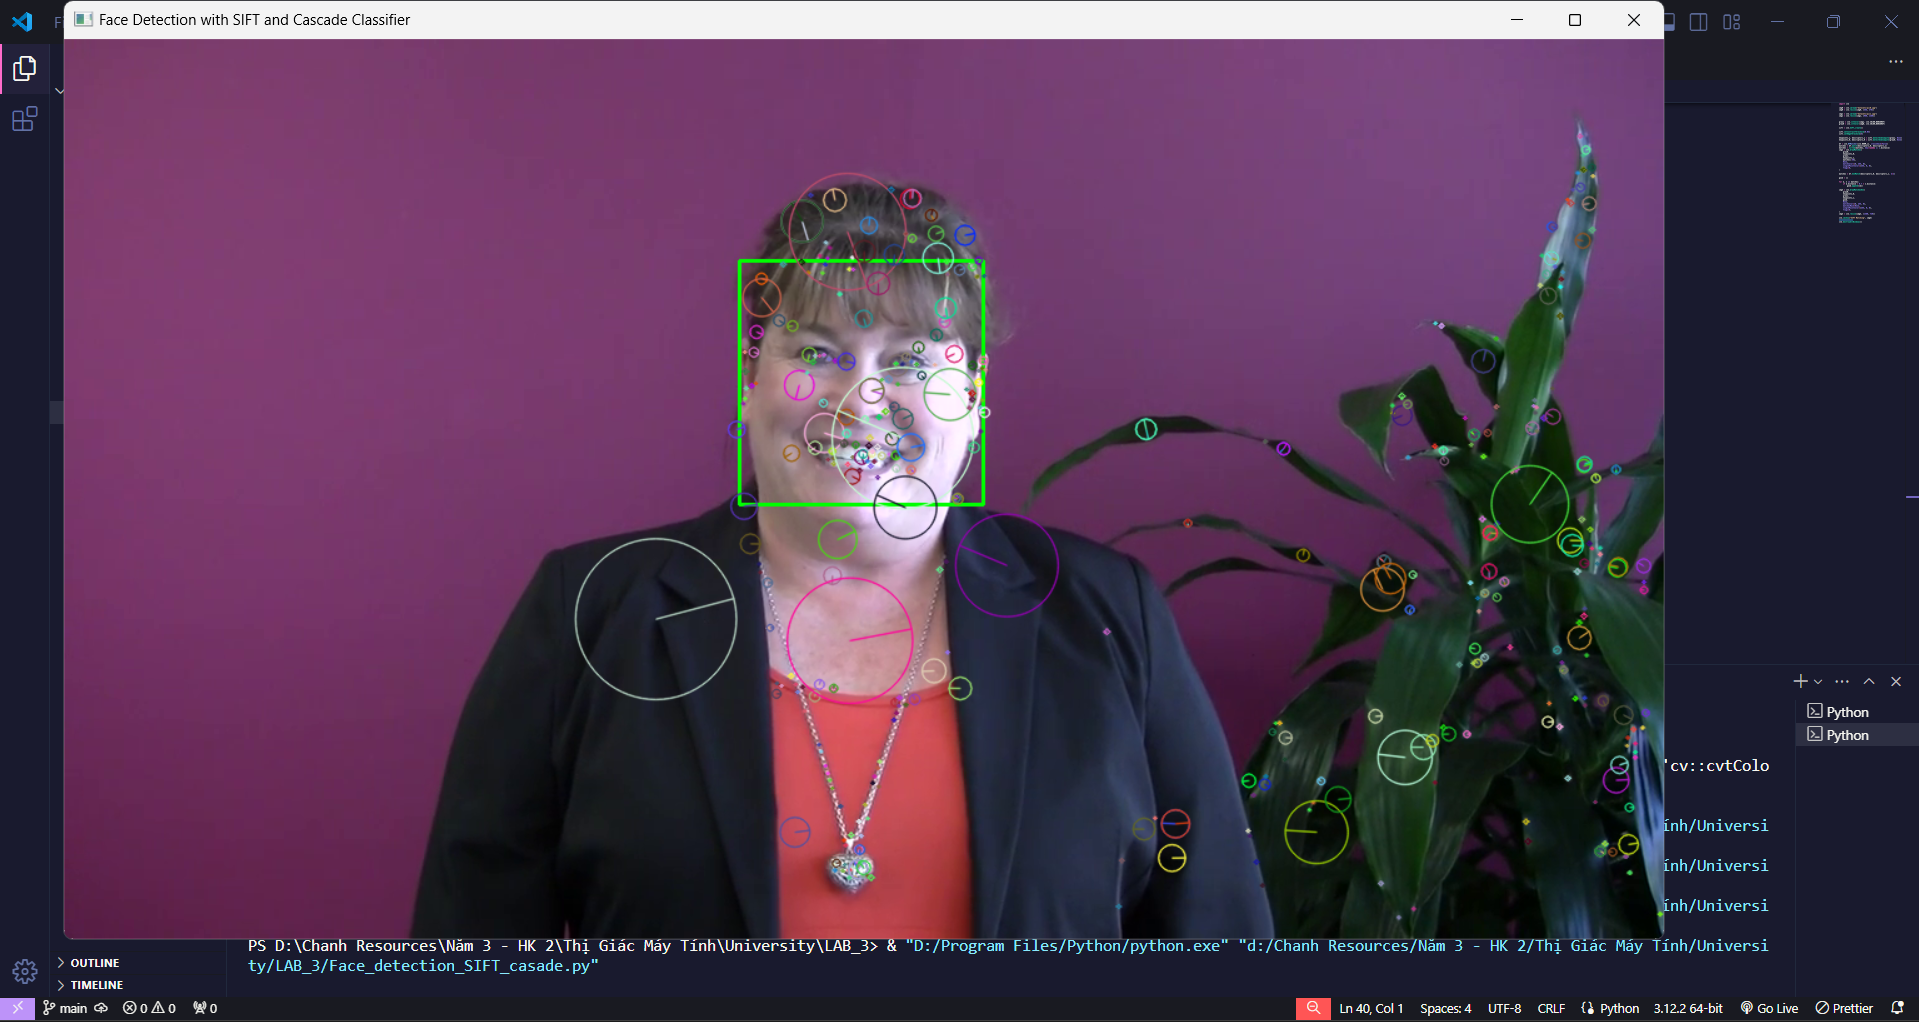 Face Detection with SIFT and Cascade Classifier
Python
Python
'cv::cvtColo
ính/Universi
ính/Universi
ính/Universi
PS D:\Chanh Resources\Năm 3 - HK 2\Thị Giác Máy Tính\University\LAB_3> & "D:/Program Files/Python/python.exe" "d:/Chanh Resources/Năm 3 - HK 2/Thị Giác Máy Tính/Universi
ty/LAB_3/Face_detection_SIFT_casade.py"
OUTLINE
TIMELINE
main 0 0 0 Ln 40, Col 1 Spaces: 4 UTF-8 CRLF Python 3.12.2 64-bit Go Live Prettier